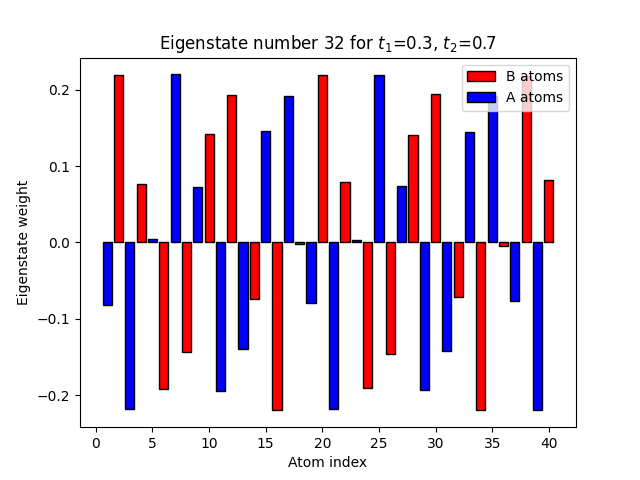 Eigenstate number 32 for $t_1$=0.3, $t_2$=0.7
B atoms
A atoms
Eigenstate weight
0.2
0.1
0.0
−0.1
−0.2
0 5 10 15 20 25 30 35 40
Atom index